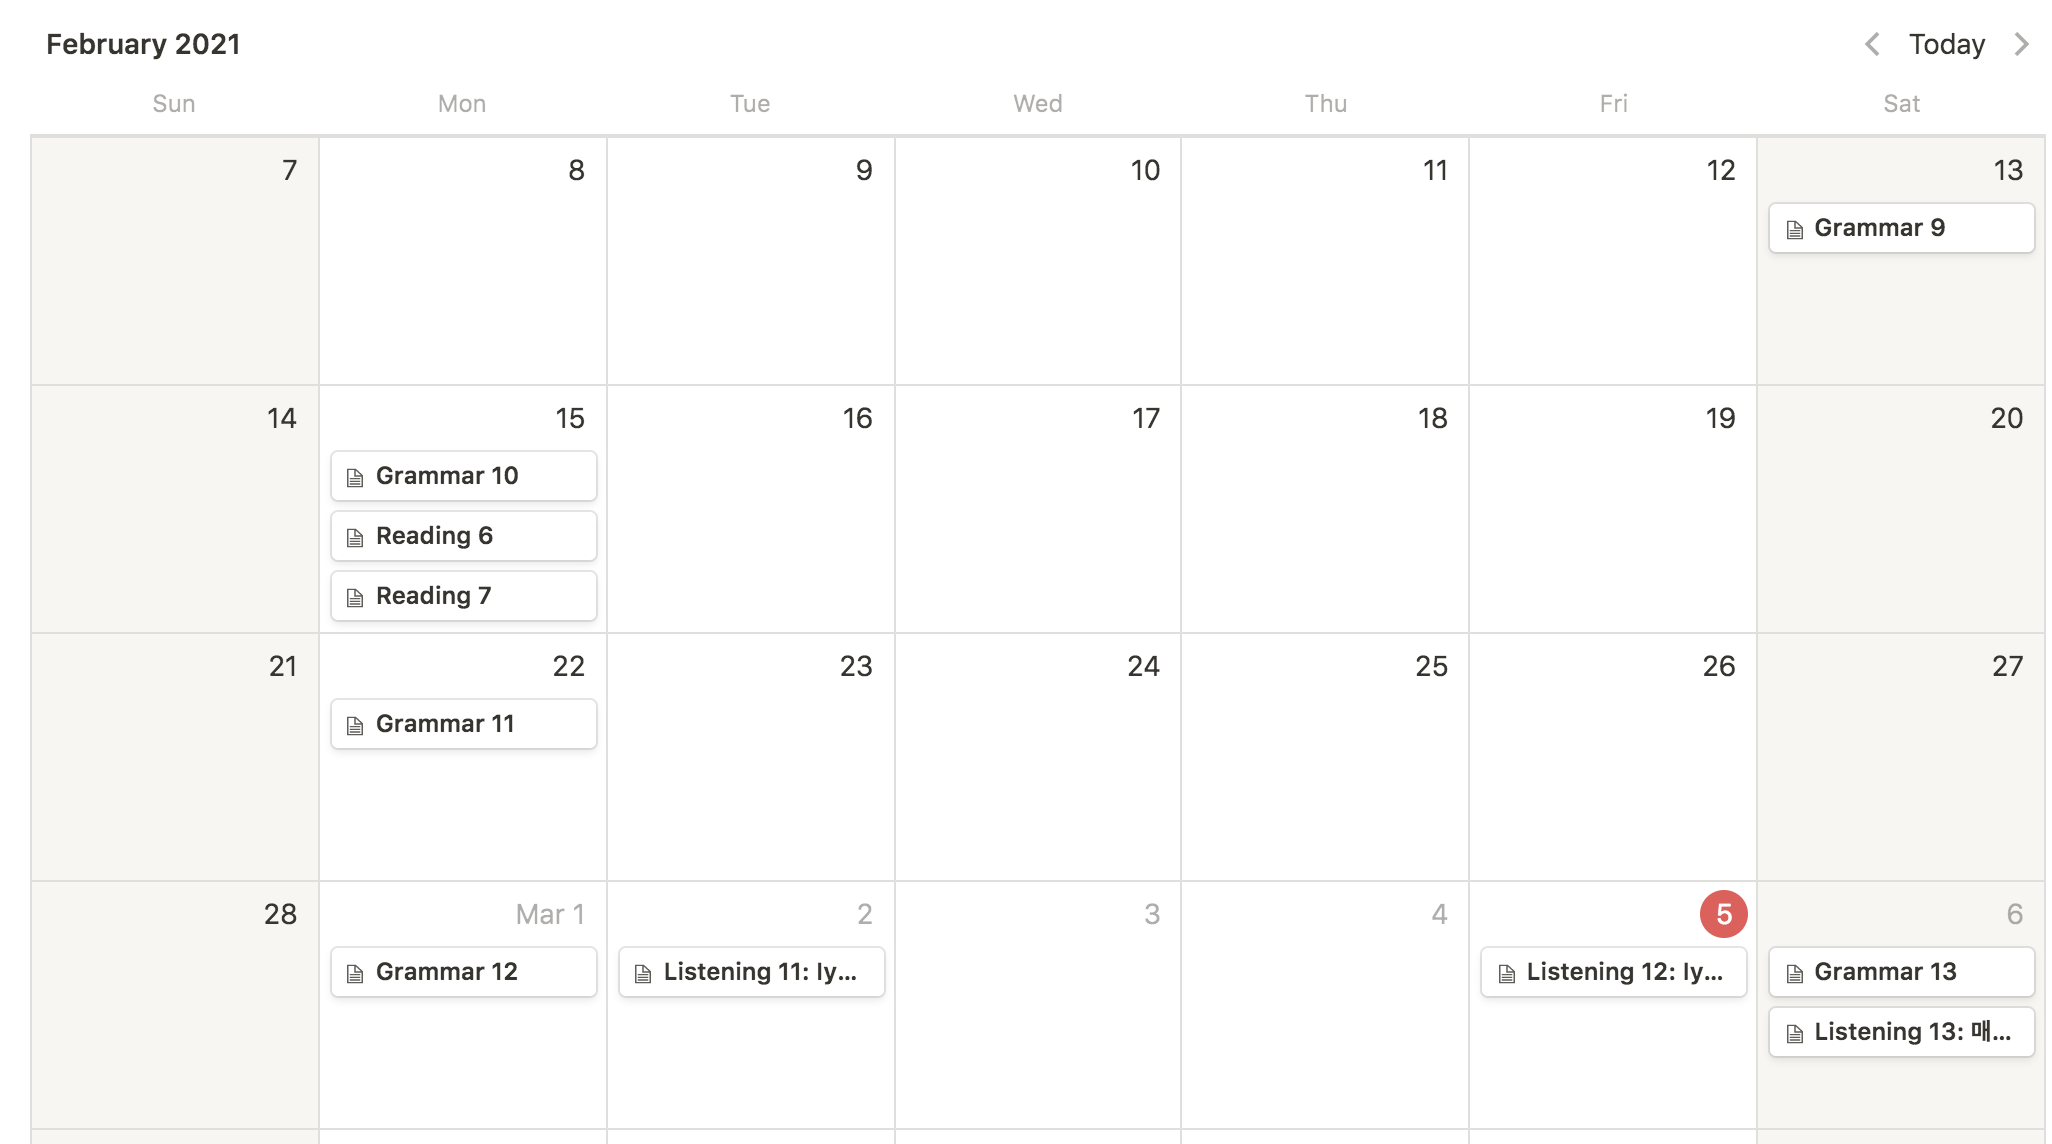 February 2021
Today
Sun Mon Tue Wed Thu Fri Sat
7 8 9 10 11 12 13
Grammar 9
14 15 16 17 18 19 20
Grammar 10
Reading 6
Reading 7
21 22 23 24 25 26 27
Grammar 11
28 Mar 1 2 3 4 5 6
Grammar 12 Listening 11: ly... Listening 12: ly... Grammar 13
Listening 13: 매...